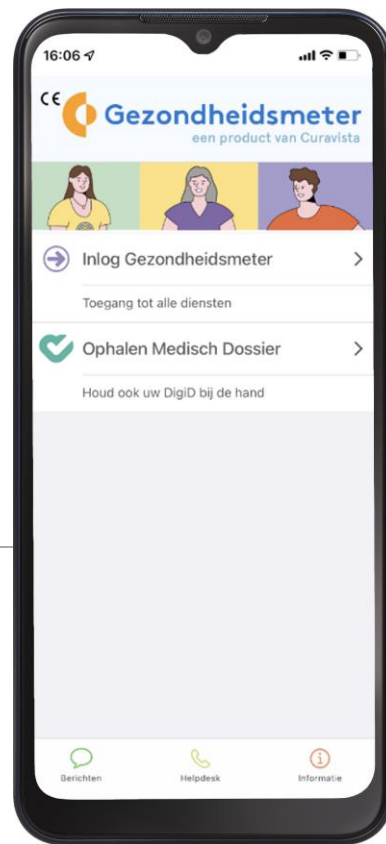 16:06
CE
Gezondheidsmeter
een product van Curavista
Inlog Gezondheidsmeter
Toegang tot alle diensten
Ophalen Medisch Dossier
Houd ook uw DigiD bij de hand
Berichten
Helpdesk
Informatie